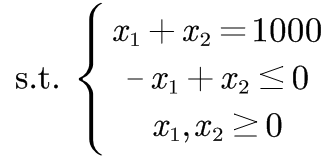 x₁ + x₂ = 1000
s.t. { - x₁ + x₂ ≤ 0
x₁, x₂ ≥ 0